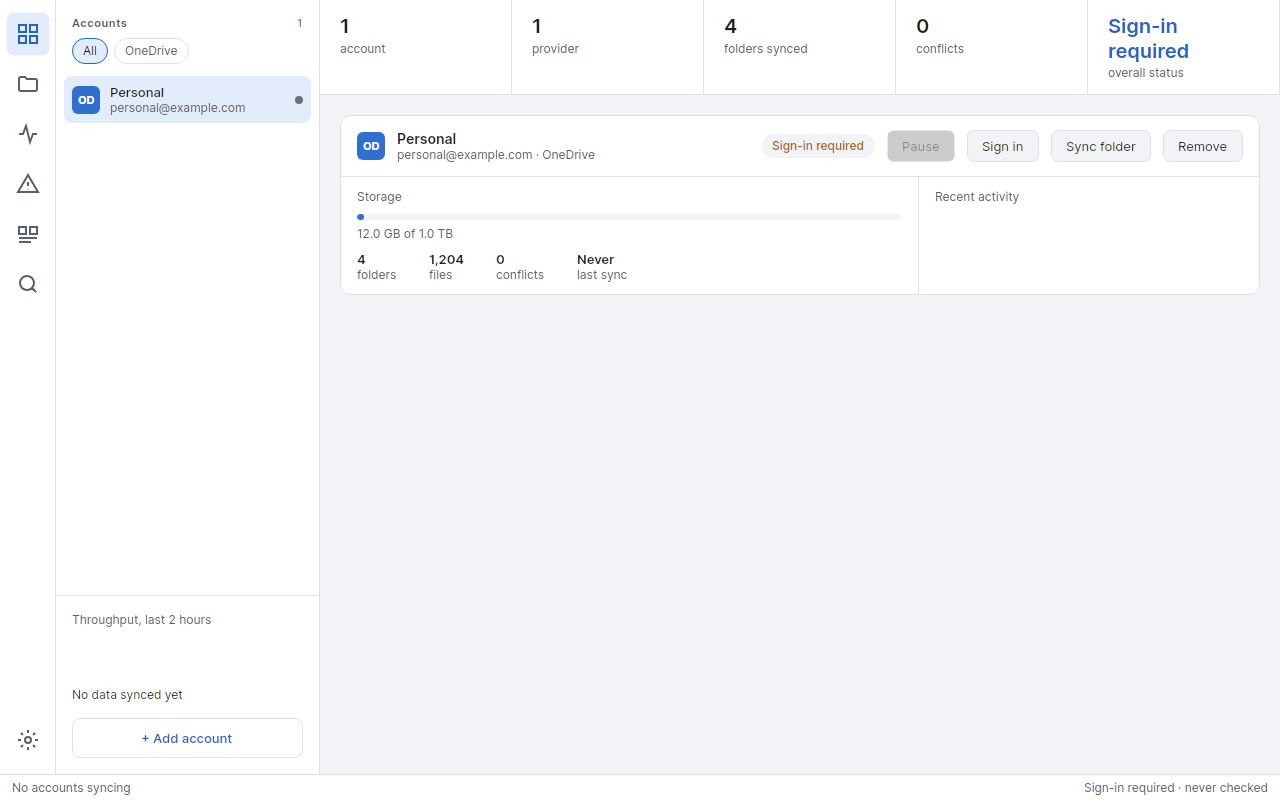 Accounts
1
All
OneDrive
OD
Personal
personal@example.com
Throughput, last 2 hours
No data synced yet
+ Add account
1
account
1
provider
4
folders synced
0
conflicts
Sign-in
required
overall status
OD
Personal
personal@example.com · OneDrive
Sign-in required
Pause
Sign in
Sync folder
Remove
Storage
12.0 GB of 1.0 TB
4
folders
1,204
files
0
conflicts
Never
last sync
Recent activity
No accounts syncing
Sign-in required · never checked